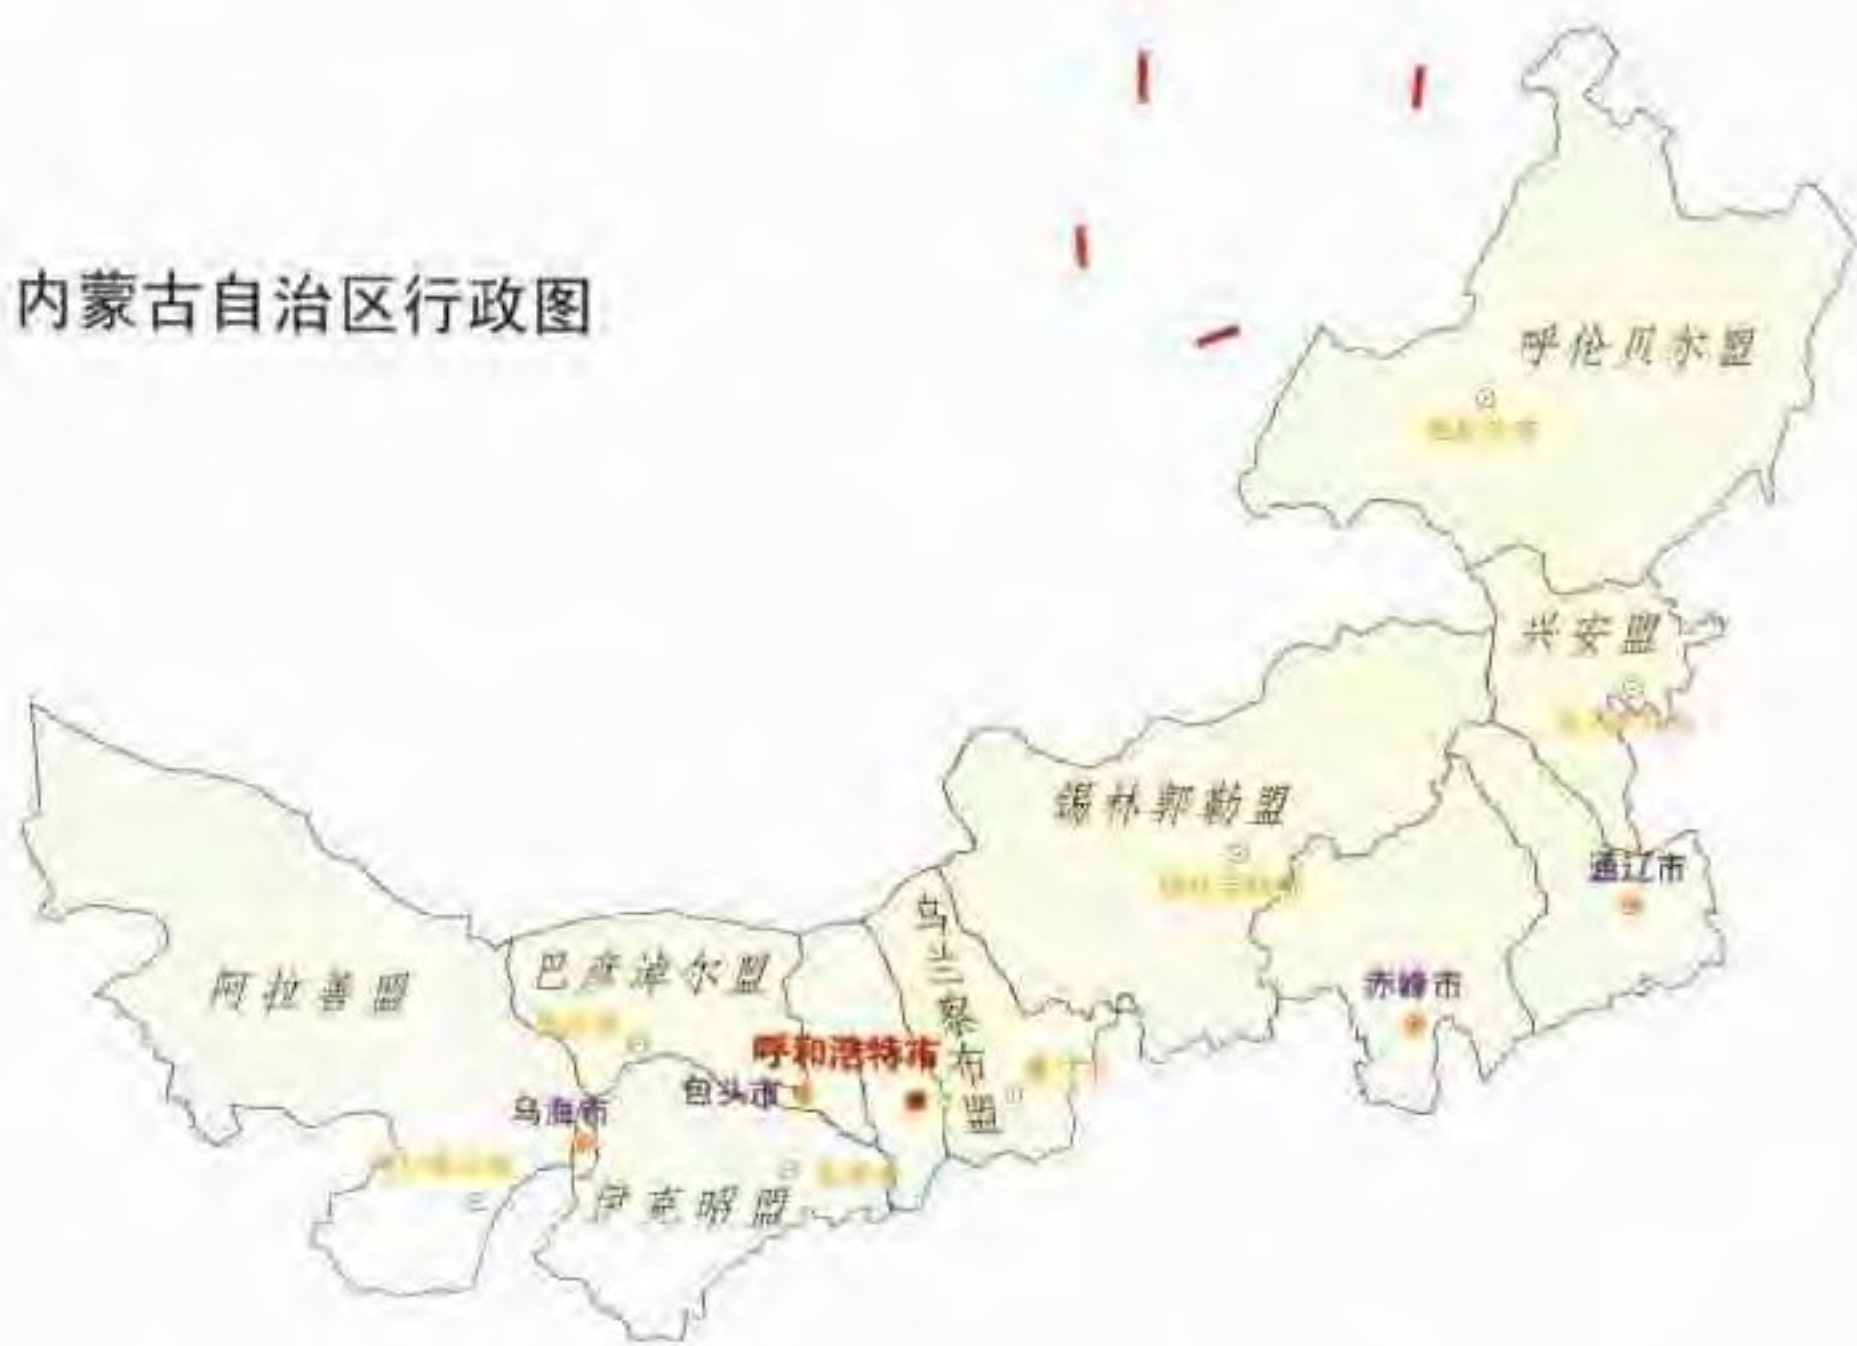 内蒙古自治区行政图
呼伦贝尔盟
兴安盟
锡林郭勒盟
通辽市
乌兰察布盟
巴彦淖尔盟
阿拉善盟
赤峰市
呼和浩特市
包头市
乌海市
伊克昭盟